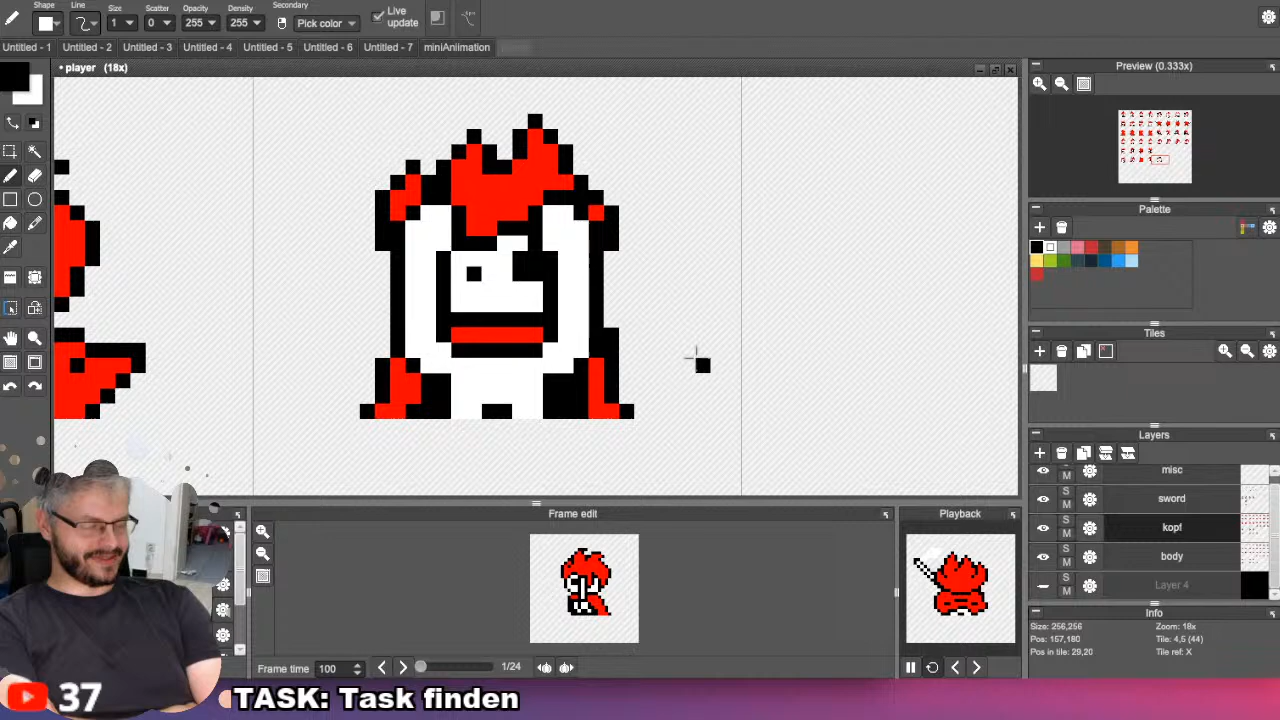 Shape Line Size Scatter Opacity Density Secondary
1 0 255 255 Pick color Live update
Untitled - 1 Untitled - 2 Untitled - 3 Untitled - 4 Untitled - 5 Untitled - 6 Untitled - 7 miniAniimation
• player (18x)
Preview (0.333x)
Palette
Tiles
Layers
S
M
misc
S
M
sword
S
M
kopf
S
M
body
S
M
Layer 4
Info
Size: 256,256 Zoom: 18x
Pos: 157,180 Tile: 4,5 (44)
Pos in tile: 29,20 Tile ref: X
Frame edit
Playback
Frame time 100 1/24
37
TASK: Task finden